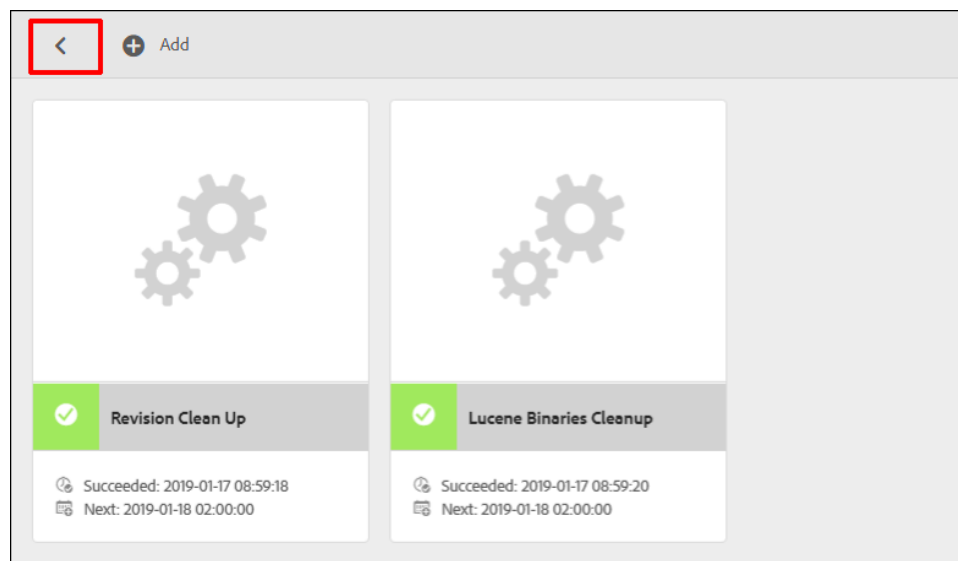 Add
Revision Clean Up
Succeeded: 2019-01-17 08:59:18
Next: 2019-01-18 02:00:00
Lucene Binaries Cleanup
Succeeded: 2019-01-17 08:59:20
Next: 2019-01-18 02:00:00